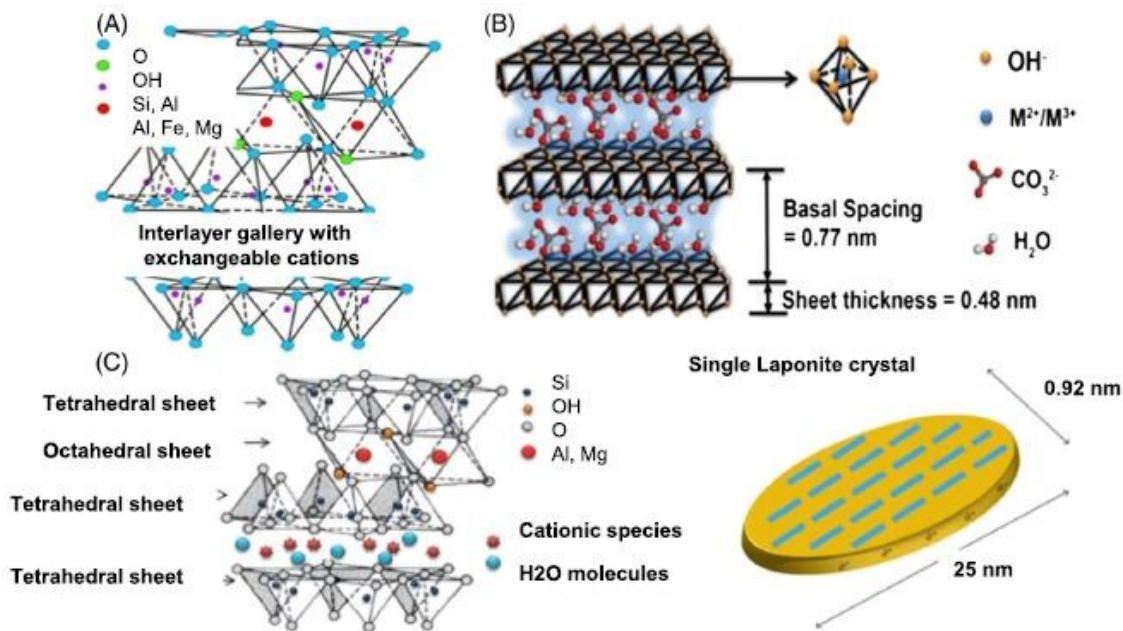 (A)
O
OH
Si, Al
Al, Fe, Mg
Interlayer gallery with
exchangeable cations
(B)
OH⁻
M²⁺/M³⁺
CO₃²⁻
H₂O
Basal Spacing
= 0.77 nm
Sheet thickness = 0.48 nm
(C)
Tetrahedral sheet
Octahedral sheet
Tetrahedral sheet
Tetrahedral sheet
Si
OH
O
Al, Mg
Cationic species
H2O molecules
Single Laponite crystal
0.92 nm
25 nm